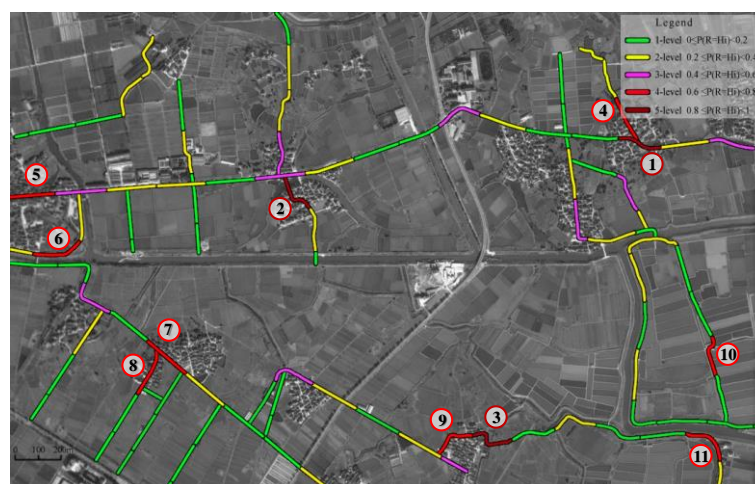 Legend
1-level 0≤P(R=Hi)<0.2
2-level 0.2 ≤P(R=Hi)<0.4
3-level 0.4 ≤P(R=Hi)<0.6
4-level 0.6 ≤P(R=Hi)<0.8
5-level 0.8 ≤P(R=Hi)<1
4
1
5
2
6
7
10
8
9
3
0 100 200m
11